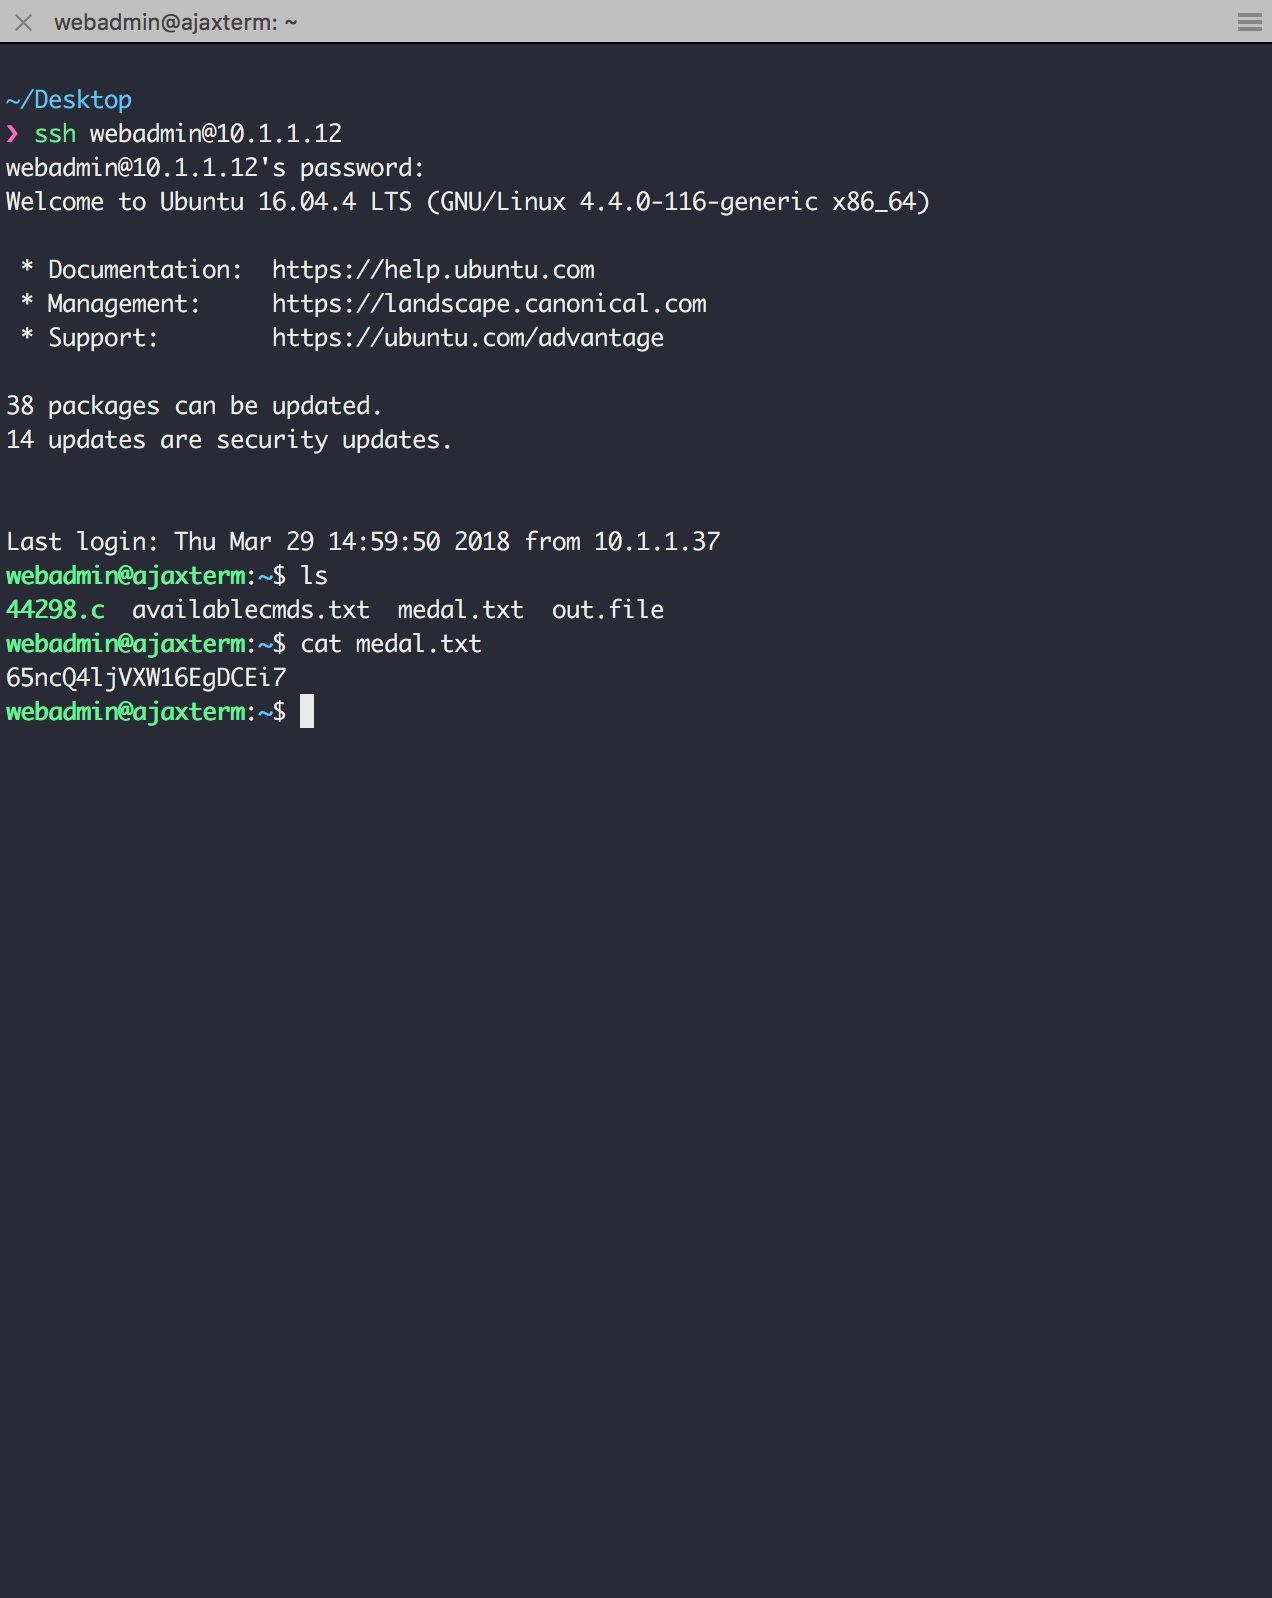 webadmin@ajaxterm: ~
~/Desktop
❯ ssh webadmin@10.1.1.12
webadmin@10.1.1.12's password:
Welcome to Ubuntu 16.04.4 LTS (GNU/Linux 4.4.0-116-generic x86_64)
* Documentation:  https://help.ubuntu.com
* Management:     https://landscape.canonical.com
* Support:        https://ubuntu.com/advantage
38 packages can be updated.
14 updates are security updates.
Last login: Thu Mar 29 14:59:50 2018 from 10.1.1.37
webadmin@ajaxterm:~$ ls
44298.c  availablecmds.txt  medal.txt  out.file
webadmin@ajaxterm:~$ cat medal.txt
65ncQ4ljVXW16EgDCEi7
webadmin@ajaxterm:~$